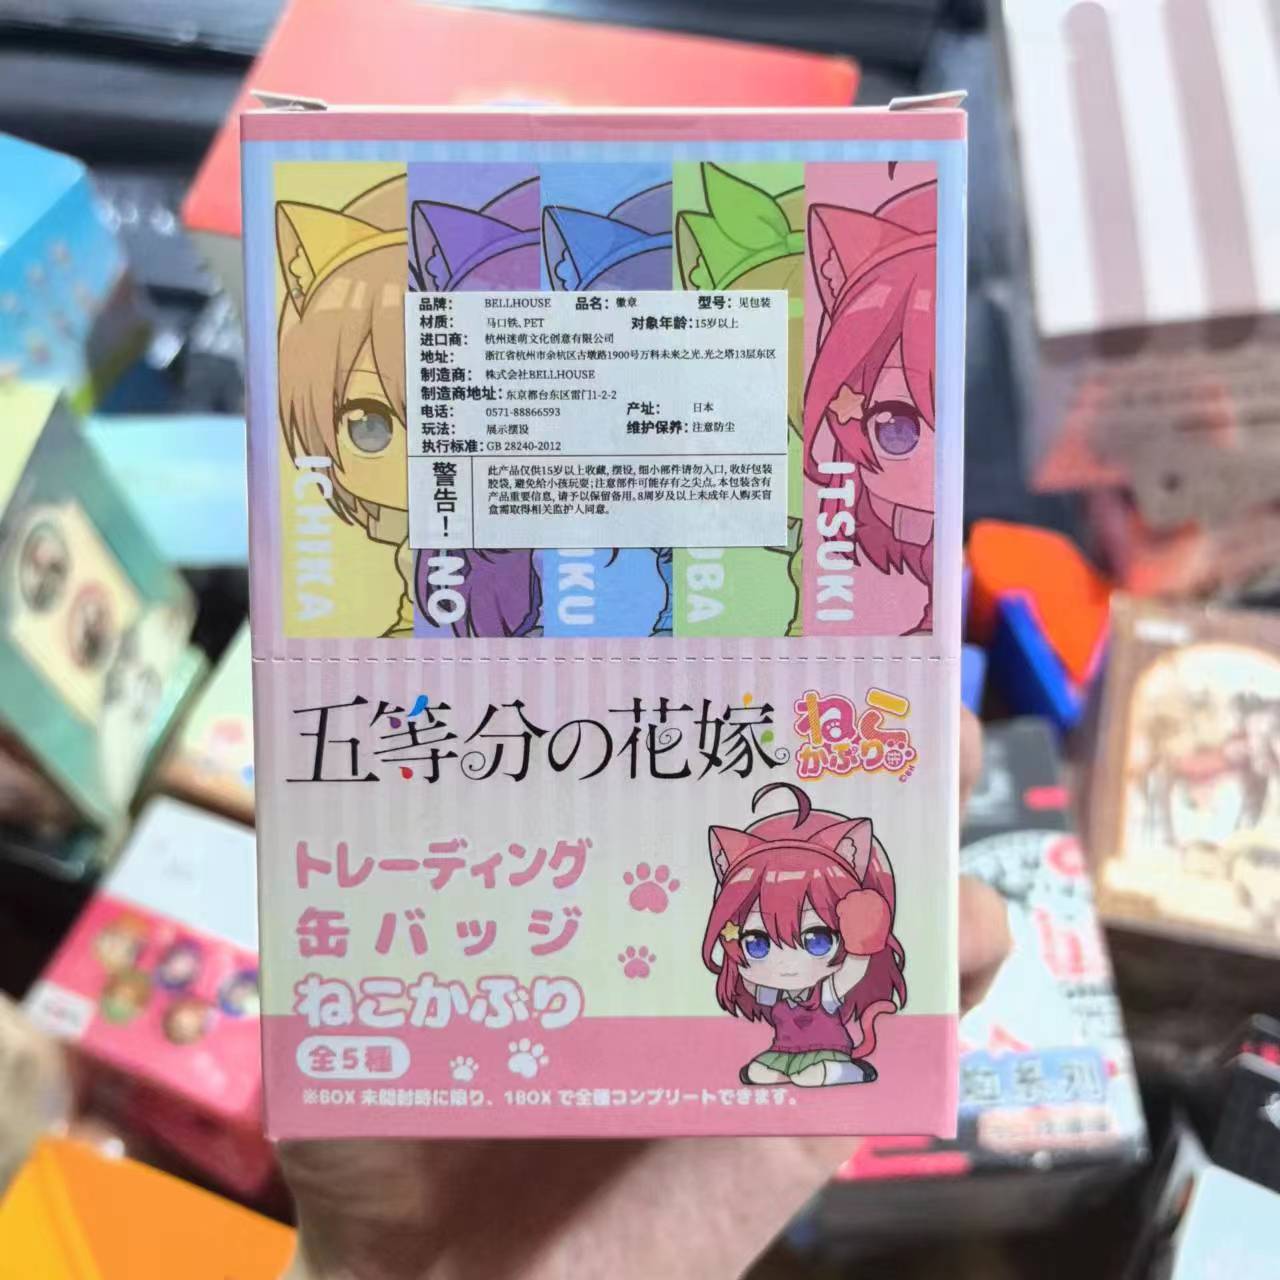 ICHIKA
NO
KU
BA
ITSUKI
品牌： BELLHOUSE 品名：徽章 型号：见包装
材质： 马口铁、PET 对象年龄：15岁以上
进口商： 杭州迷萌文化创意有限公司
地址： 浙江省杭州市余杭区古墩路1900号万科未来之光.光之塔13层东区
制造商： 株式会社BELLHOUSE
制造商地址：东京都台东区雷门1-2-2
电话： 0571-88866593 产址： 日本
玩法： 展示摆设 维护保养：注意防尘
执行标准：GB 28240-2012
警告！
此产品仅供15岁以上收藏, 摆设, 细小部件请勿入口, 收好包装
胶袋, 避免给小孩玩耍; 注意部件可能存有之尖点。本包装含有
产品重要信息, 请予以保留备用。8周岁及以上未成年人购买盲
盒需取得相关监护人同意。
五等分の花嫁
ねこ
かぶり
トレーディング
缶バッジ
ねこかぶり
全5種
※BOX 未開封時に限り、1BOX で全種コンプリートできます。
粒系列